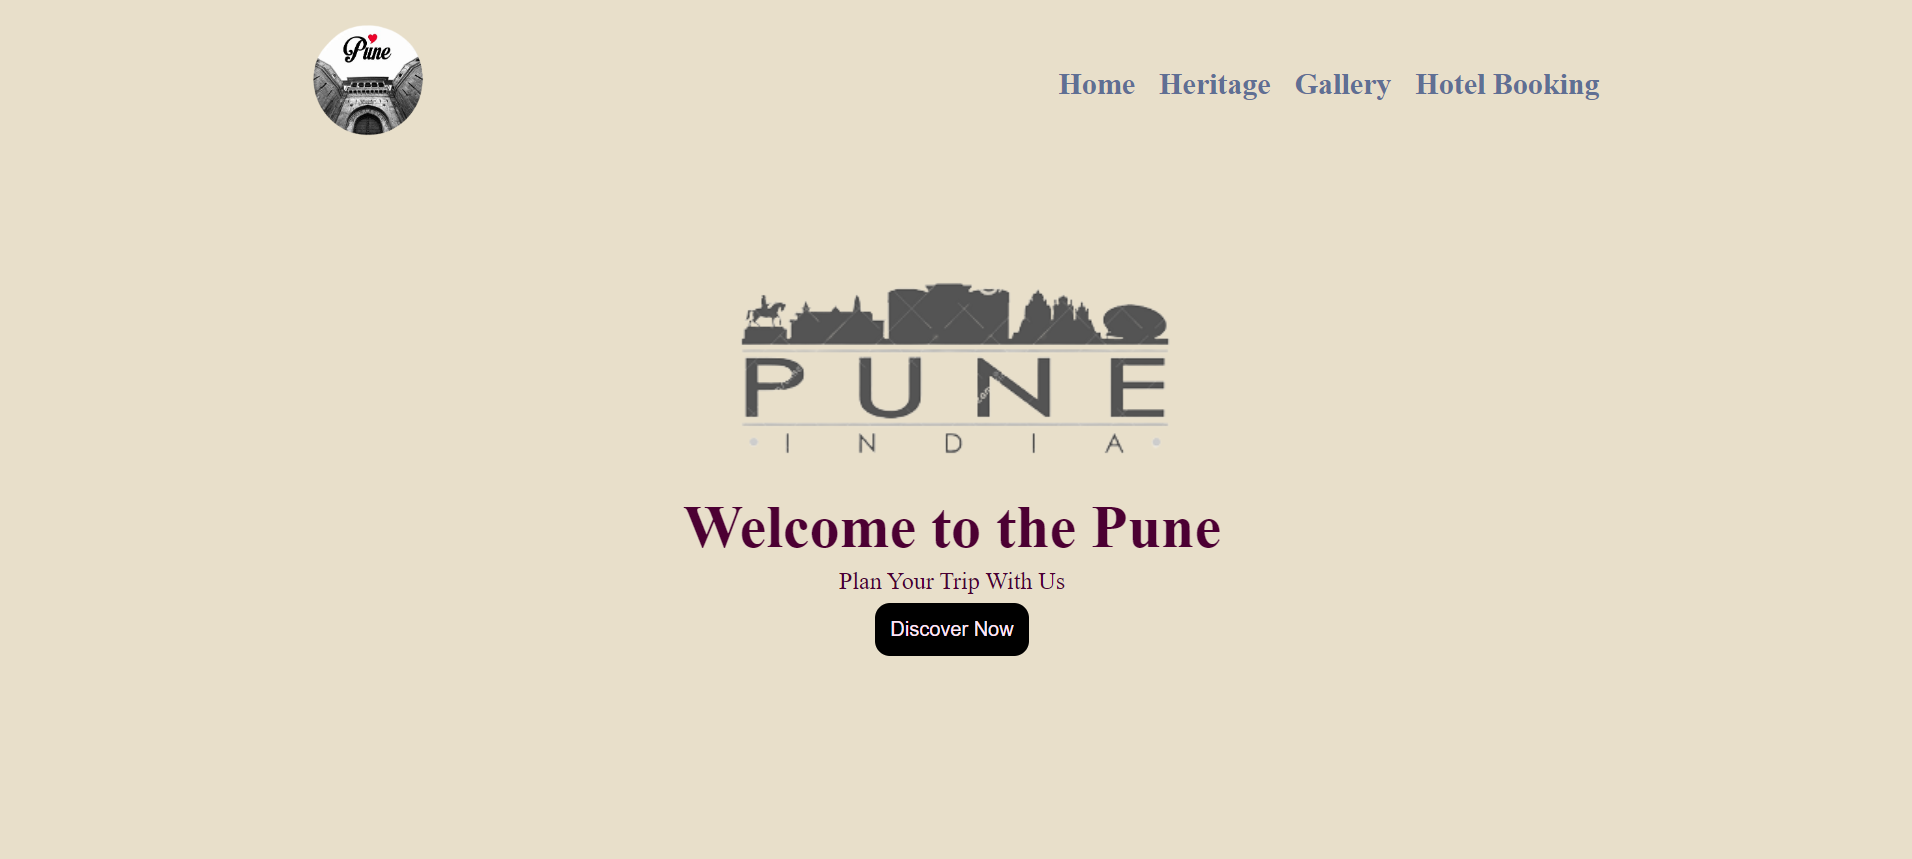 Pune
Home Heritage Gallery Hotel Booking
PUNE
INDIA
Welcome to the Pune
Plan Your Trip With Us
Discover Now